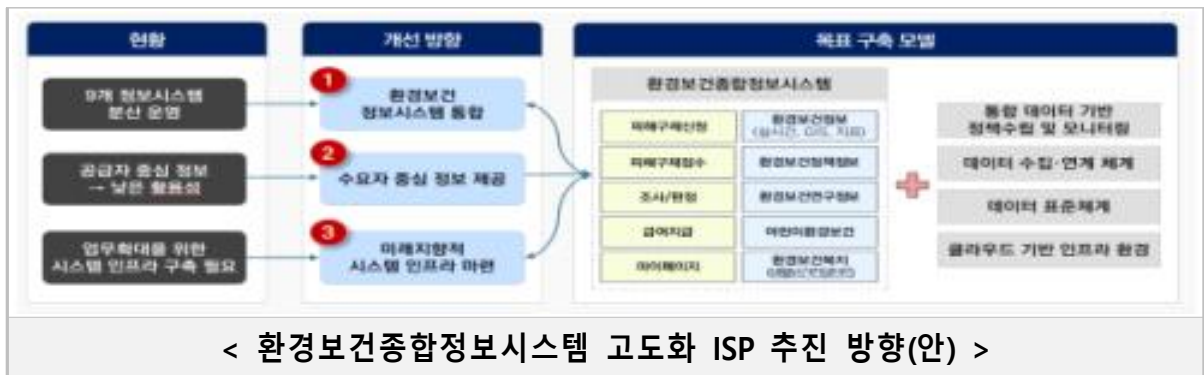 현황
개선 방향
목표 구축 모델
9개 정보시스템
분산 운영
공급자 중심 정보
→ 낮은 활용성
업무확대를 위한
시스템 인프라 구축 필요
1
환경보건
정보시스템 통합
2
수요자 중심 정보 제공
3
미래지향적
시스템 인프라 마련
환경보건종합정보시스템
피해구제신청
환경보건정보
(실시간, GIS, 지표)
피해구제접수
환경보건정책정보
조사/판정
환경보건연구정보
급여지급
어린이환경보건
마이페이지
환경보건복지
통합 데이터 기반
정책수립 및 모니터링
데이터 수집·연계 체계
데이터 표준체계
클라우드 기반 인프라 환경
< 환경보건종합정보시스템 고도화 ISP 추진 방향(안) >